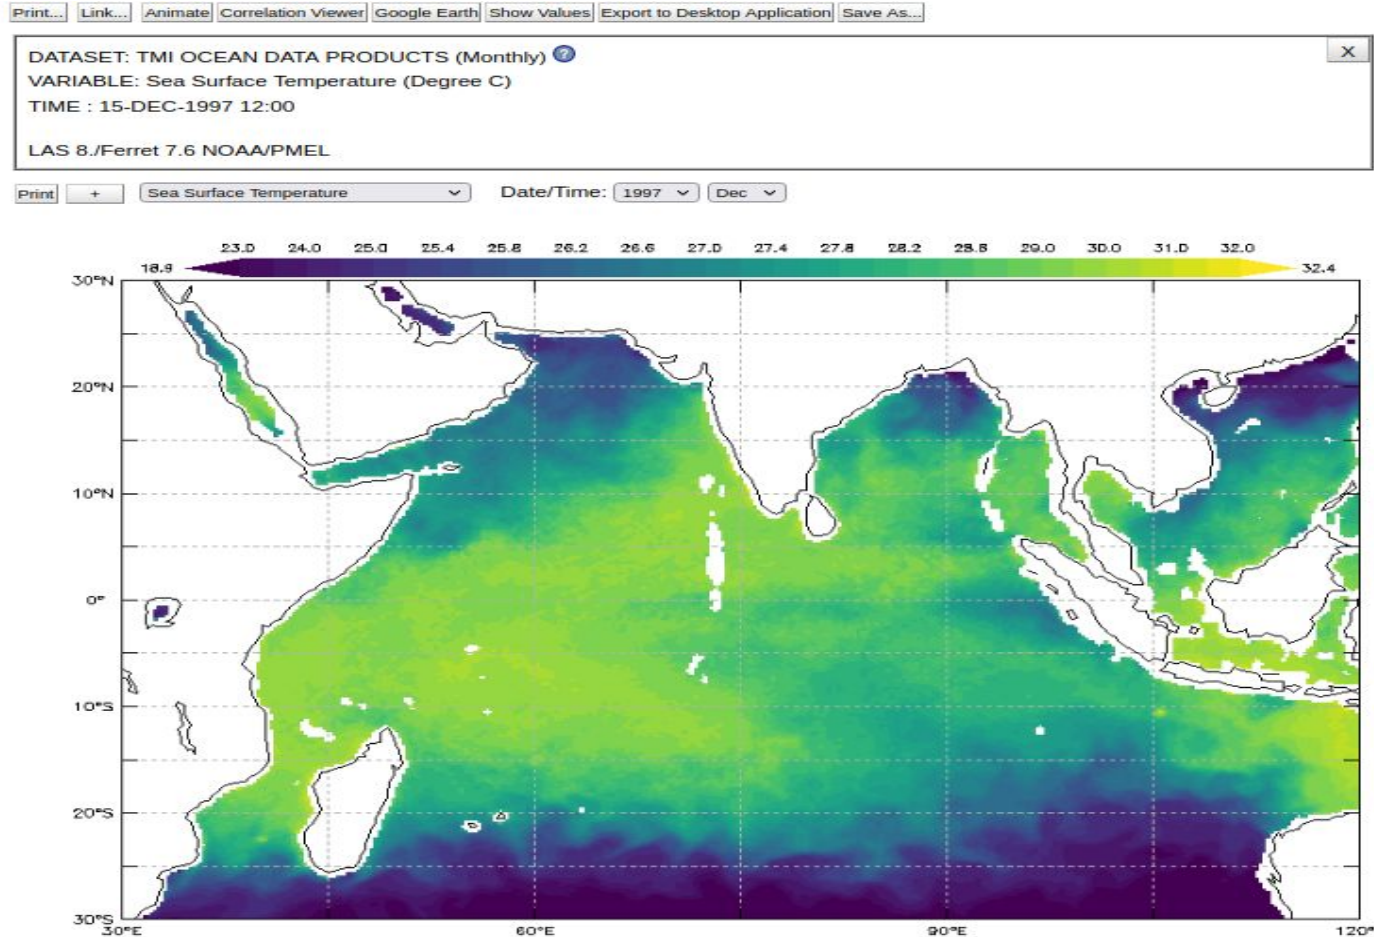 Print... Link... Animate Correlation Viewer Google Earth Show Values Export to Desktop Application Save As...
DATASET: TMI OCEAN DATA PRODUCTS (Monthly) ?
X
VARIABLE: Sea Surface Temperature (Degree C)
TIME : 15-DEC-1997 12:00
LAS 8./Ferret 7.6 NOAA/PMEL
Print + Sea Surface Temperature Date/Time: 1997 Dec
23.0 24.0 25.0 25.4 25.8 26.2 26.6 27.0 27.4 27.8 28.2 28.8 29.0 30.0 31.0 32.0
18.9 32.4
30°N
20°N
10°N
0°
10°S
20°S
30°S
30°E 60°E 90°E 120°